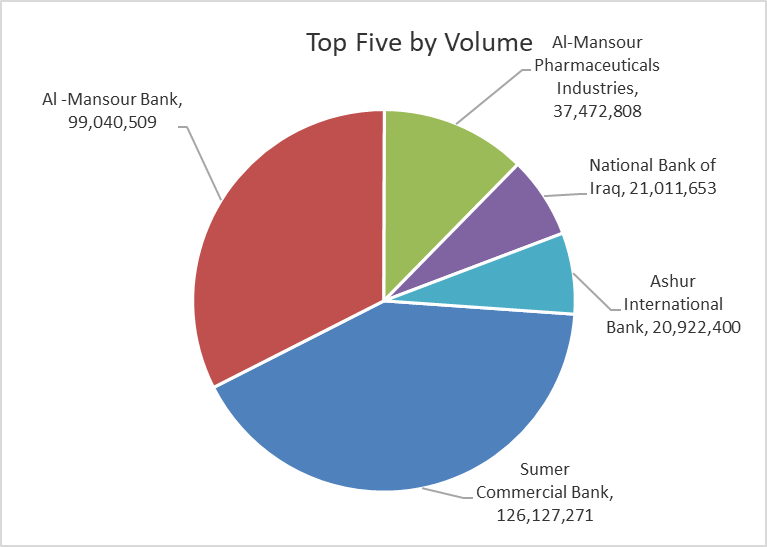 Top Five by Volume
Al-Mansour
Pharmaceuticals
Industries,
37,472,808
Al -Mansour Bank,
99,040,509
National Bank of
Iraq, 21,011,653
Ashur
International
Bank, 20,922,400
Sumer
Commercial Bank,
126,127,271